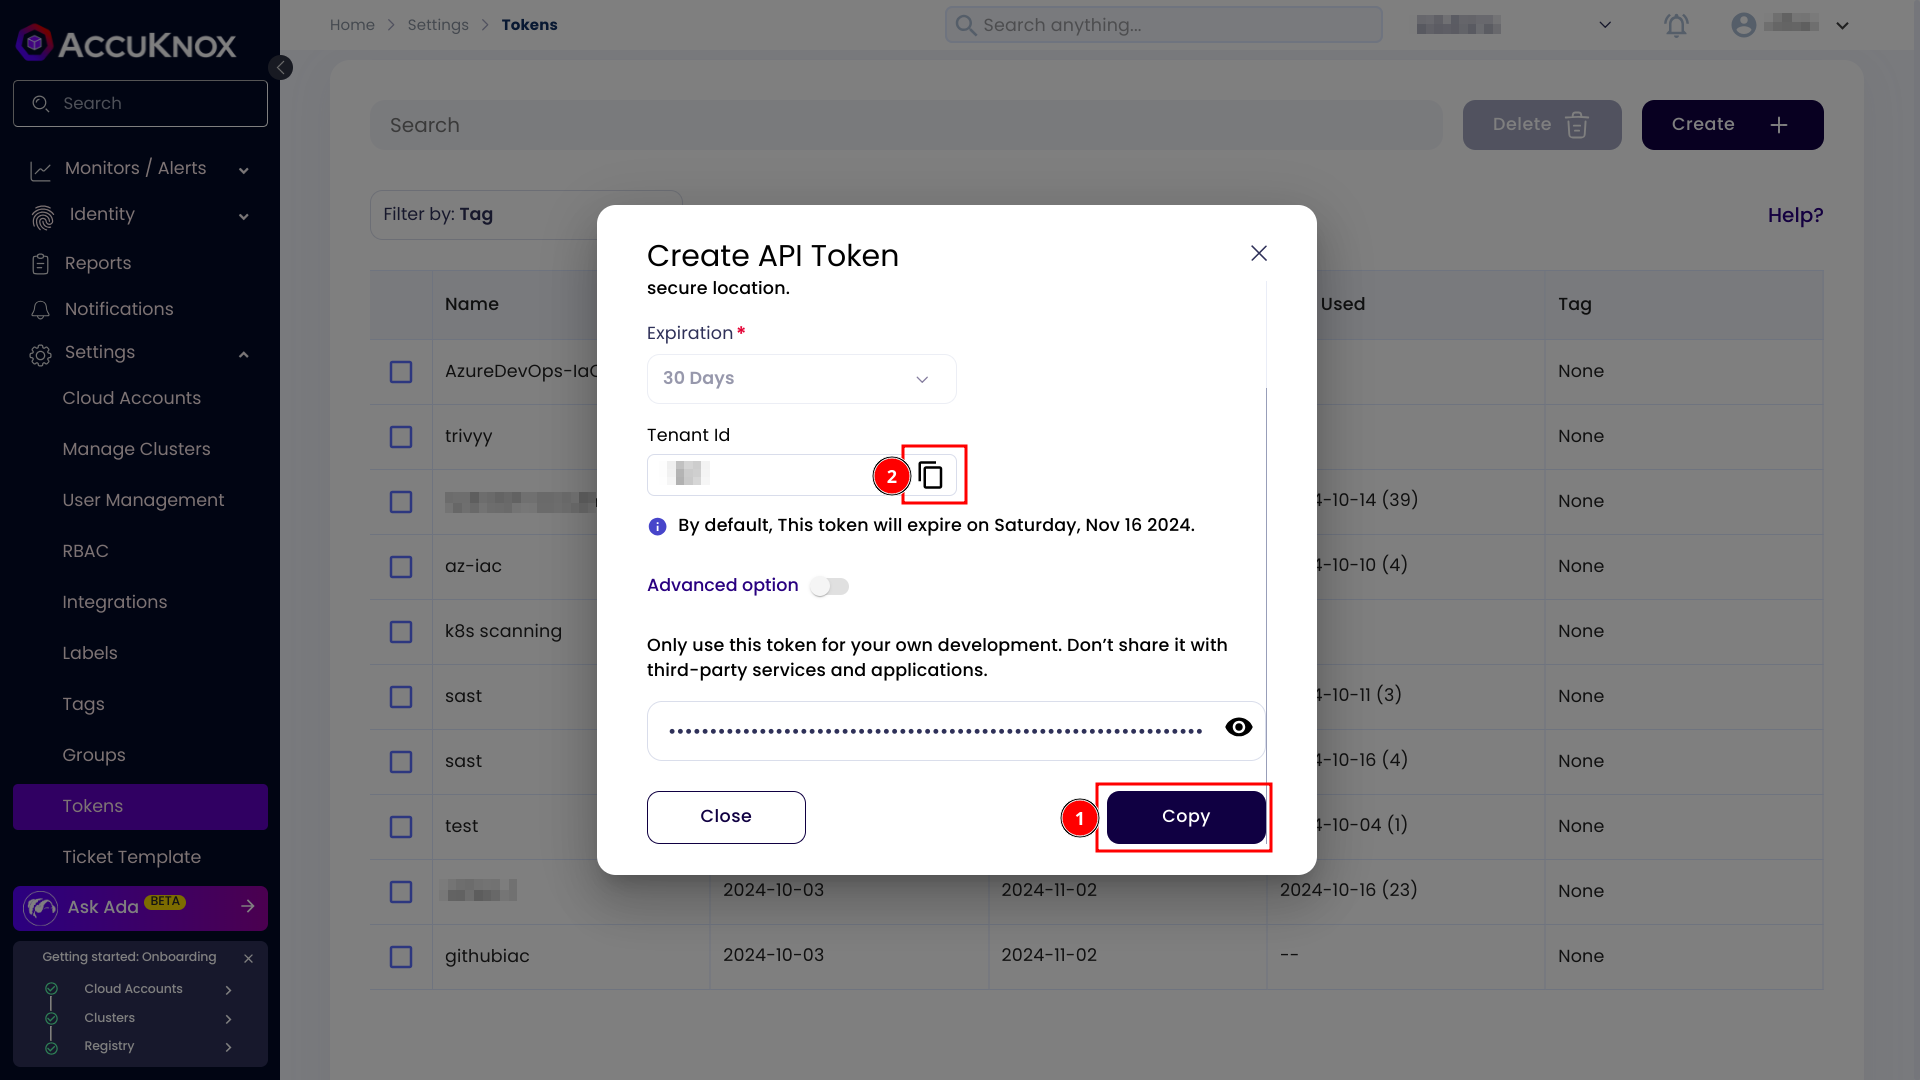 ACCUKNOX
Search
Monitors / Alerts
Identity
Reports
Notifications
Settings
Cloud Accounts
Manage Clusters
User Management
RBAC
Integrations
Labels
Tags
Groups
Tokens
Ticket Template
Ask Ada BETA
Getting started: Onboarding
Cloud Accounts
Clusters
Registry
Home > Settings > Tokens
Search anything...
Search
Delete
Create
Filter by: Tag
Help?
Name Used Tag
AzureDevOps-Ia None
trivyy None
4-10-14 (39) None
az-iac 4-10-10 (4) None
k8s scanning None
sast 4-10-11 (3) None
sast 4-10-16 (4) None
test 4-10-04 (1) None
2024-10-03 2024-11-02 2024-10-16 (23) None
githubiac 2024-10-03 2024-11-02 -- None
Create API Token
secure location.
Expiration *
30 Days
Tenant Id
2
By default, This token will expire on Saturday, Nov 16 2024.
Advanced option
Only use this token for your own development. Don't share it with
third-party services and applications.
Close
1
Copy